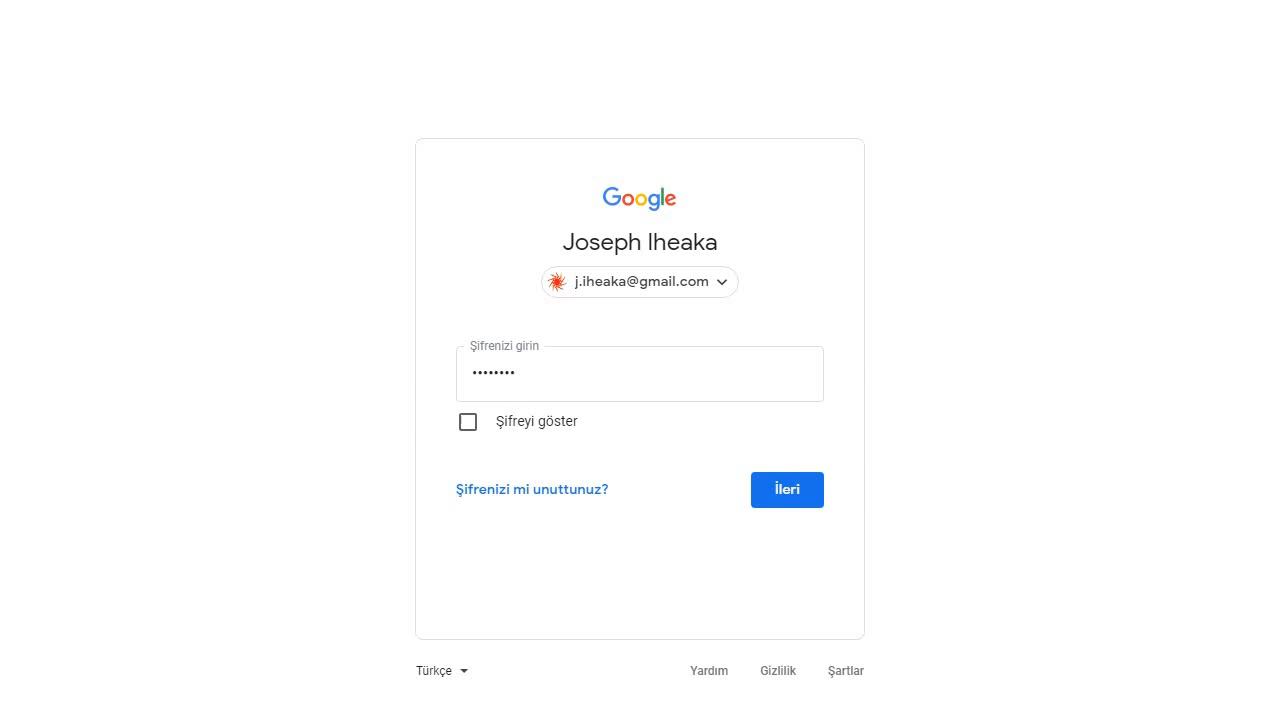 Google
Joseph Iheaka
j.iheaka@gmail.com
Şifrenizi girin
••••••••
Şifreyi göster
Şifrenizi mi unuttunuz?
İleri
Türkçe
Yardım
Gizlilik
Şartlar